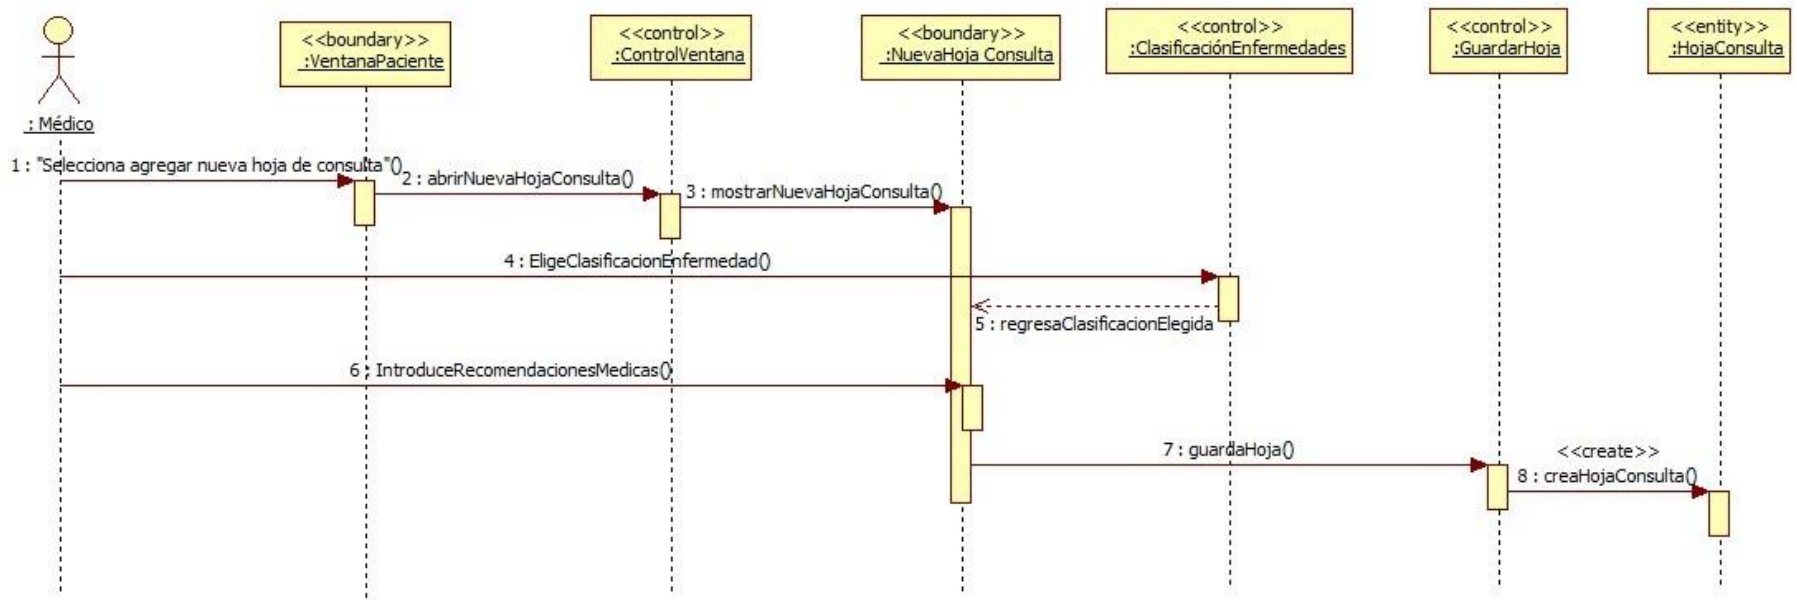 <<boundary>>
:VentanaPaciente
<<control>>
:ControlVentana
<<boundary>>
:NuevaHoja Consulta
<<control>>
:ClasificaciónEnfermedades
<<control>>
:GuardarHoja
<<entity>>
:HojaConsulta
: Médico
1 : "Selecciona agregar nueva hoja de consulta"()
2 : abrirNuevaHojaConsulta()
3 : mostrarNuevaHojaConsulta()
4 : EligeClasificacionEnfermedad()
5 : regresaClasificacionElegida
6 : IntroduceRecomendacionesMedicas()
7 : guardaHoja()
<<create>>
8 : creaHojaConsulta()